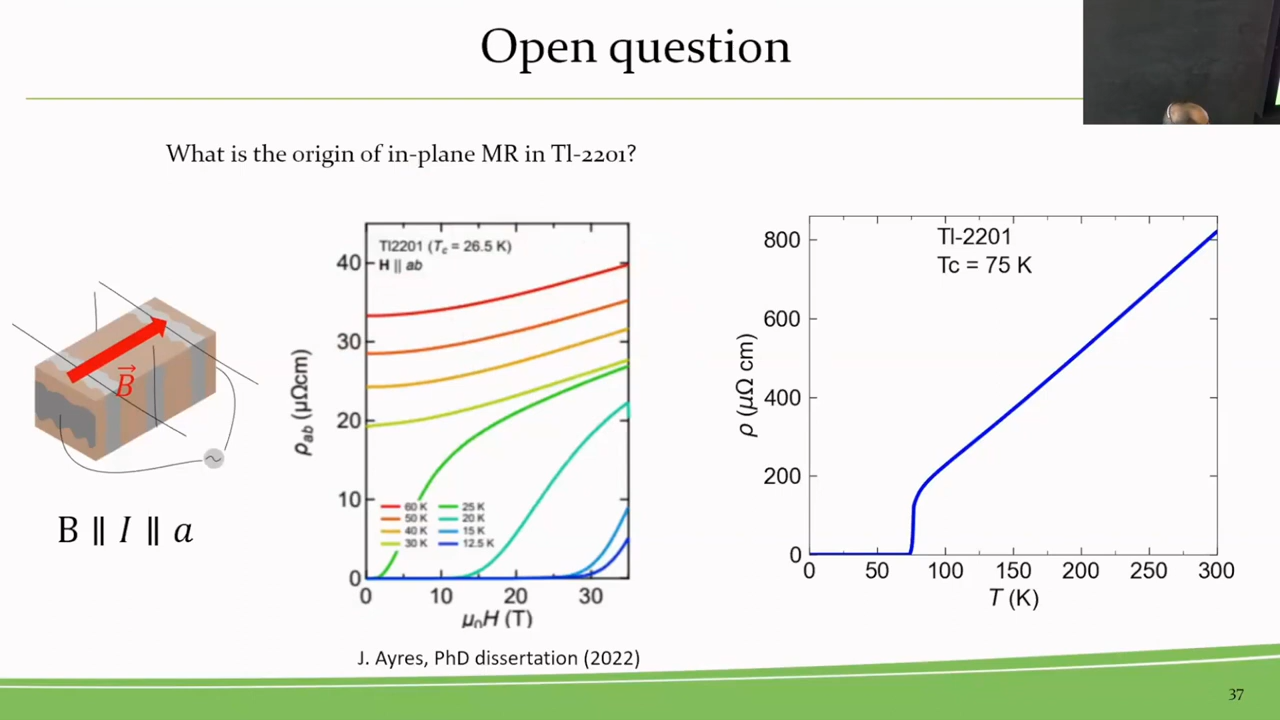 Open question
What is the origin of in-plane MR in Tl-2201?
B⃗
B ∥ I ∥ a
Tl2201 (Tc = 26.5 K)
H || ab
40
30
20
10
0
ρab (μΩcm)
60 K
50 K
40 K
30 K
25 K
20 K
15 K
12.5 K
0 10 20 30
μ0H (T)
J. Ayres, PhD dissertation (2022)
Tl-2201
Tc = 75 K
800
600
400
200
0
ρ (μΩ cm)
0 50 100 150 200 250 300
T (K)
37